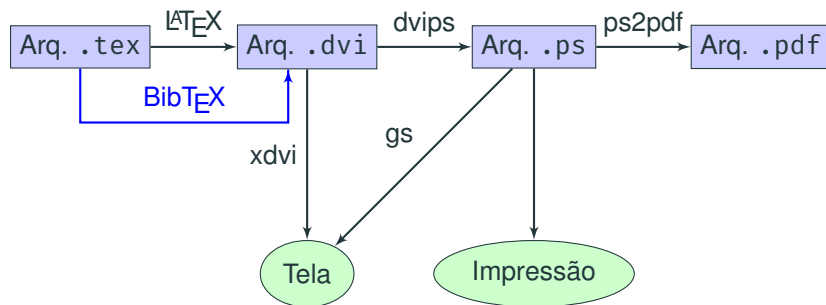 LATEX dvips ps2pdf
Arq. .tex Arq. .dvi Arq. .ps Arq. .pdf
BibTEX
xdvi gs
Tela Impressão